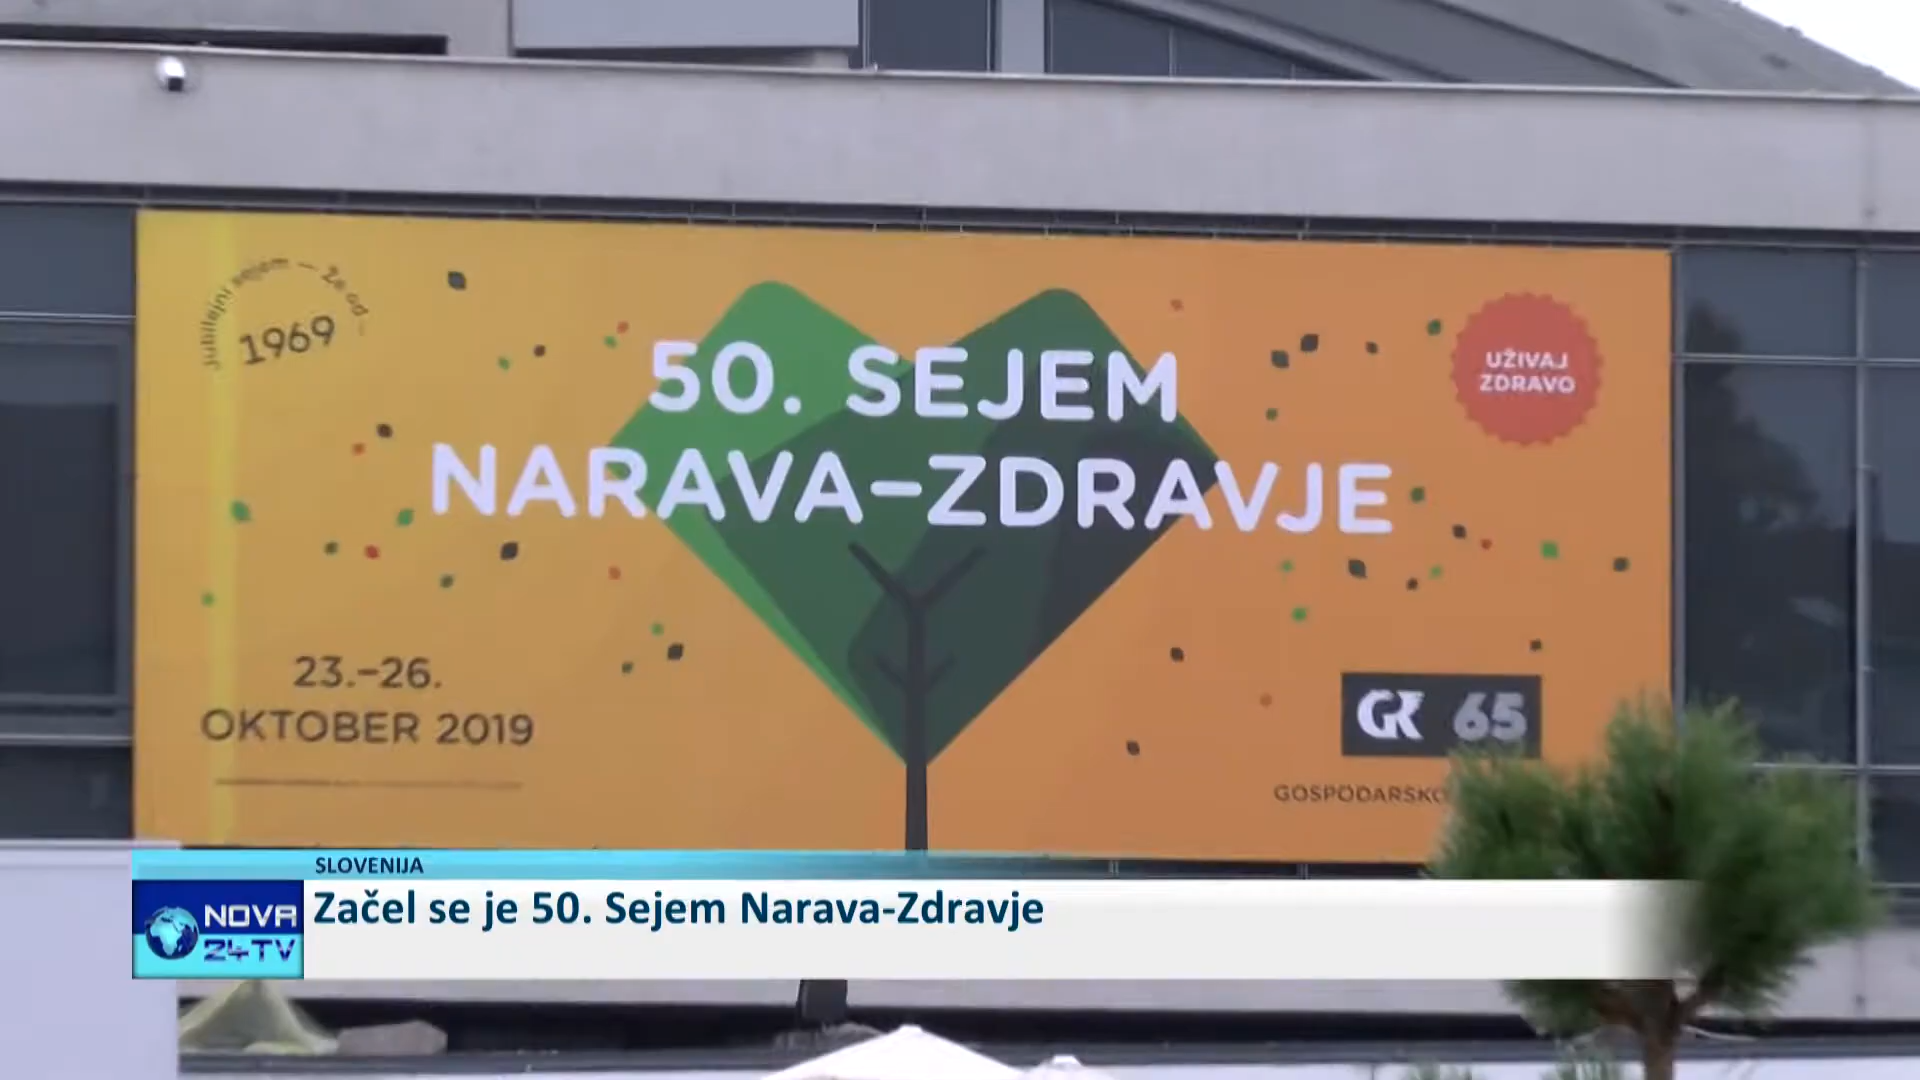 Jubilejni sejem – Že od
1969
50. SEJEM
NARAVA–ZDRAVJE
UŽIVAJ
ZDRAVO
23.–26.
OKTOBER 2019
GR 65
GOSPODARSKO
SLOVENIJA
NOVA
24TV
Začel se je 50. Sejem Narava-Zdravje